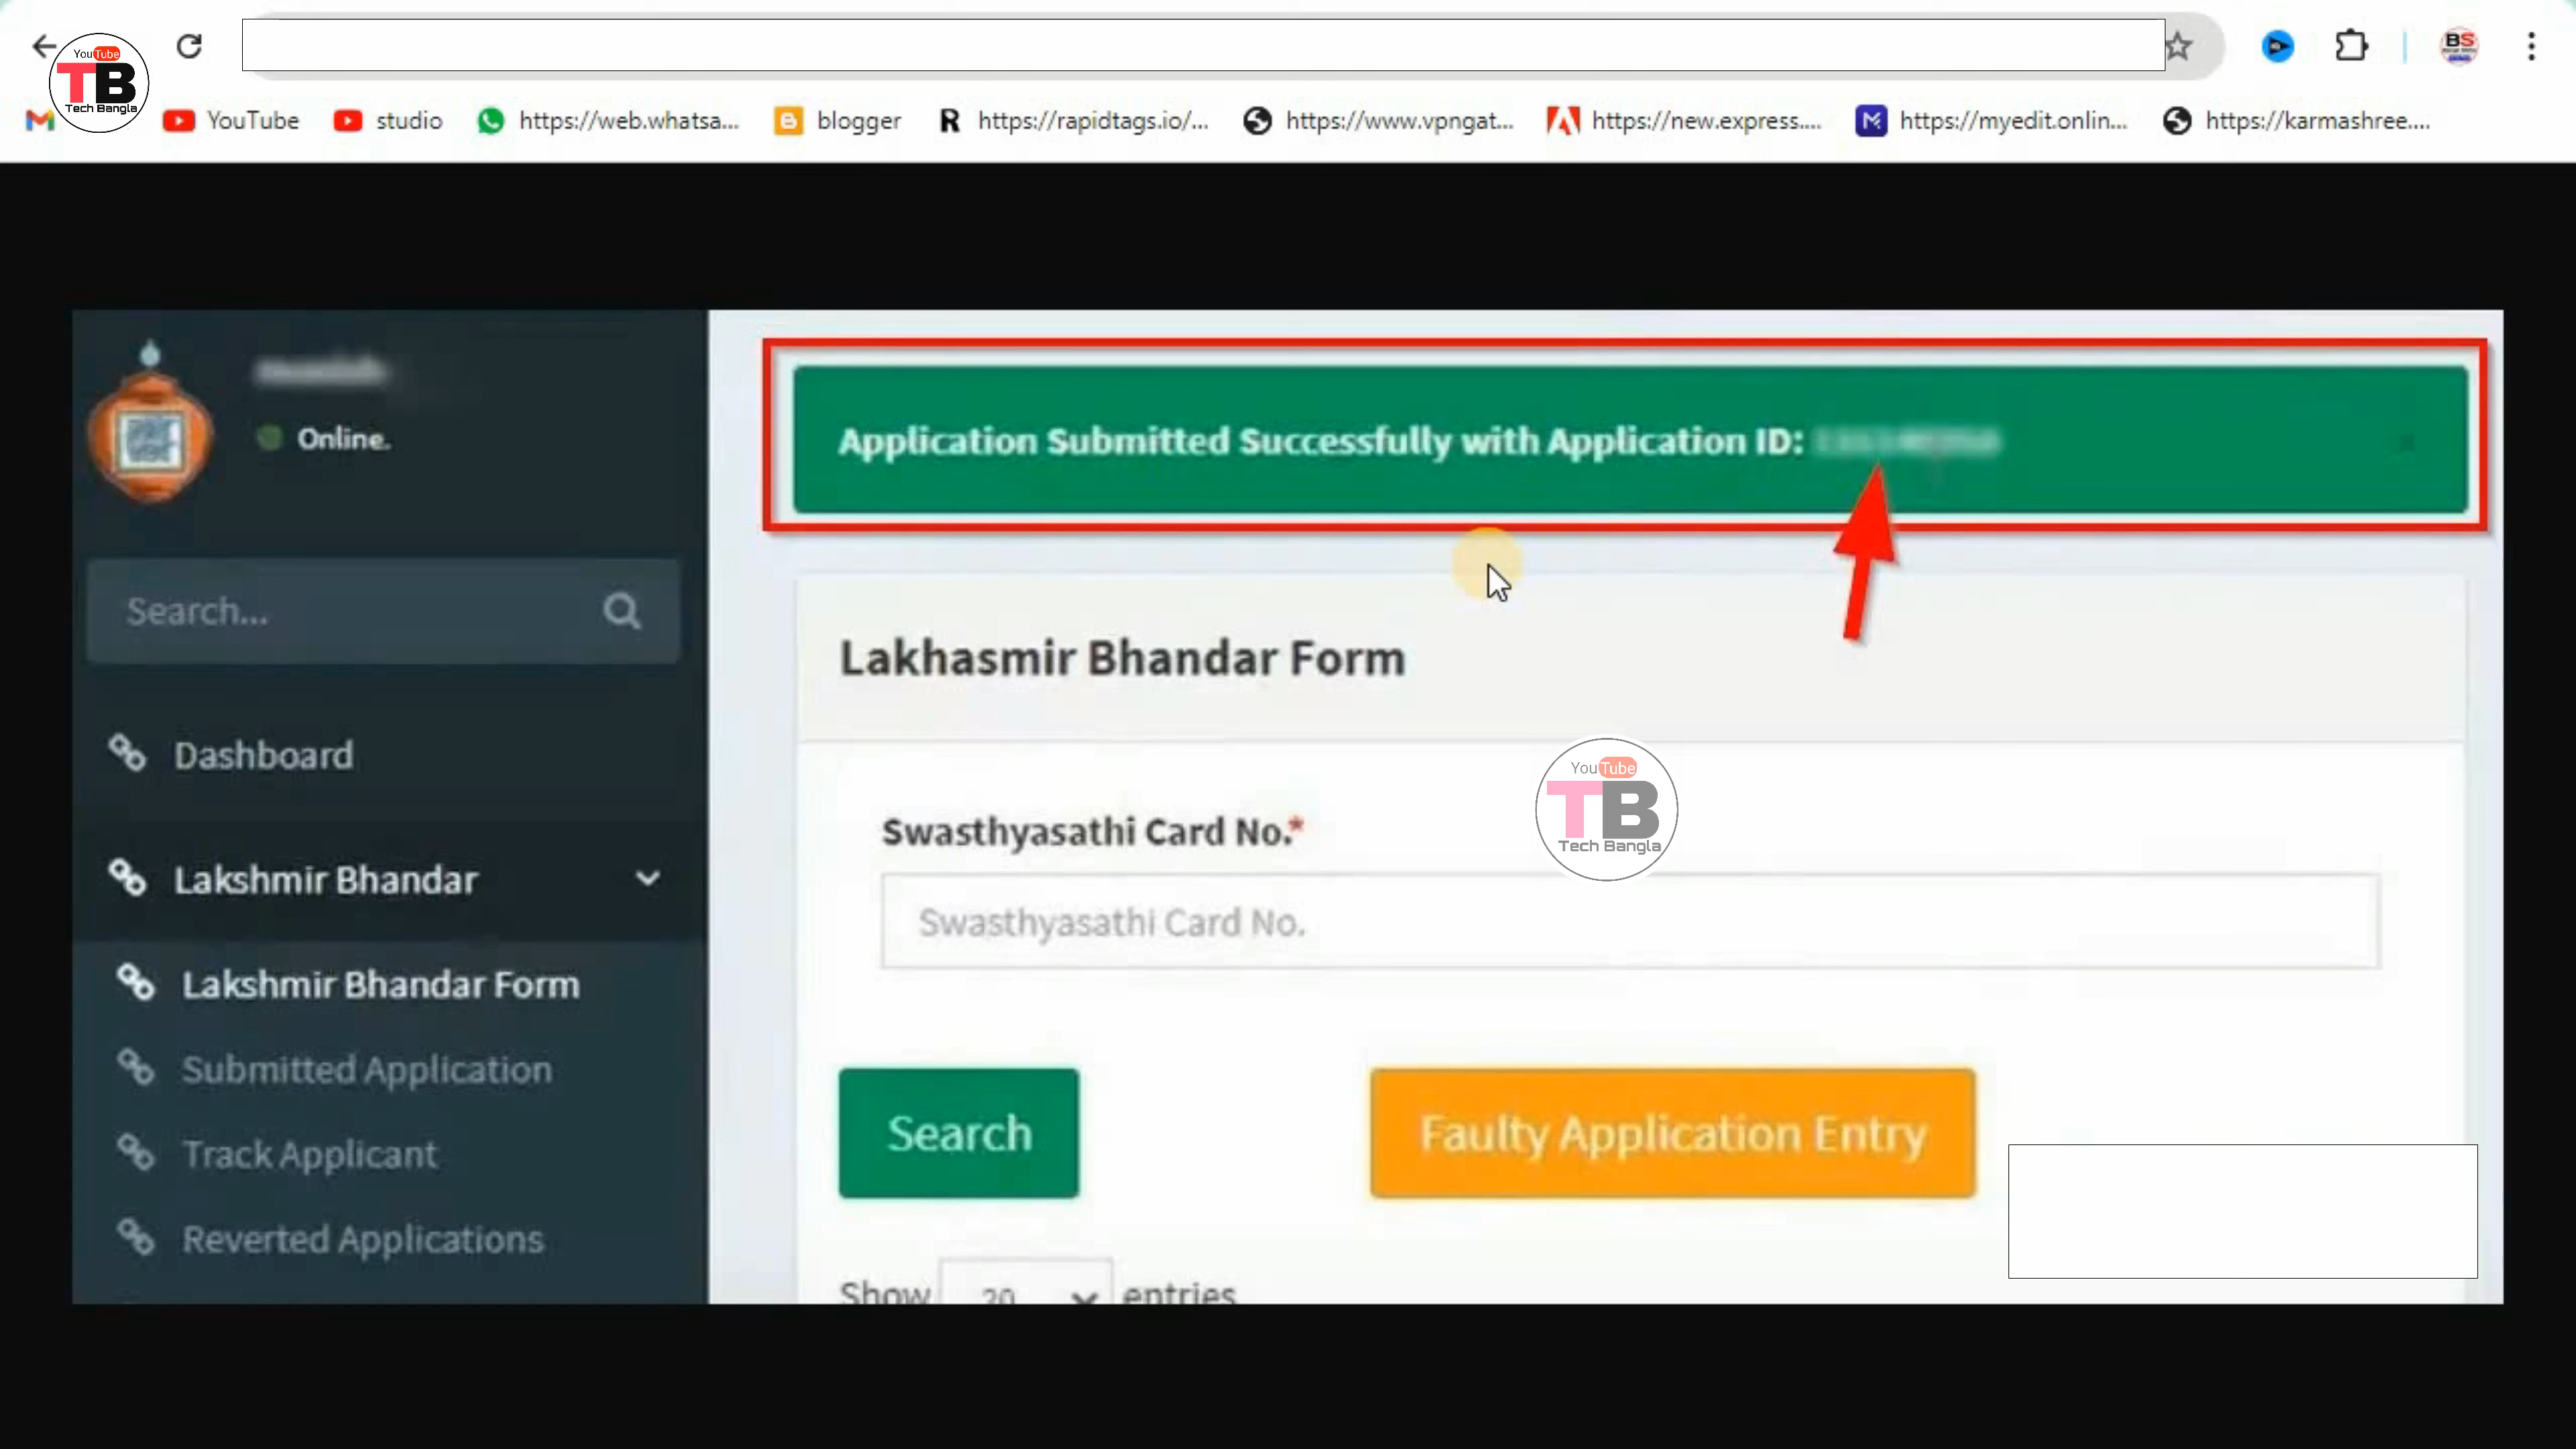 YouTube
TB
Tech Bangla
YouTube
studio
https://web.whatsa...
blogger
https://rapidtags.io/...
https://www.vpngat...
https://new.express....
https://myedit.onlin...
https://karmashree....
BS
Online.
Application Submitted Successfully with Application ID:
Search...
Lakhasmir Bhandar Form
Dashboard
YouTube
TB
Tech Bangla
Swasthyasathi Card No.*
Lakshmir Bhandar
Swasthyasathi Card No.
Lakshmir Bhandar Form
Submitted Application
Search
Faulty Application Entry
Track Applicant
Reverted Applications
Show 20 entries